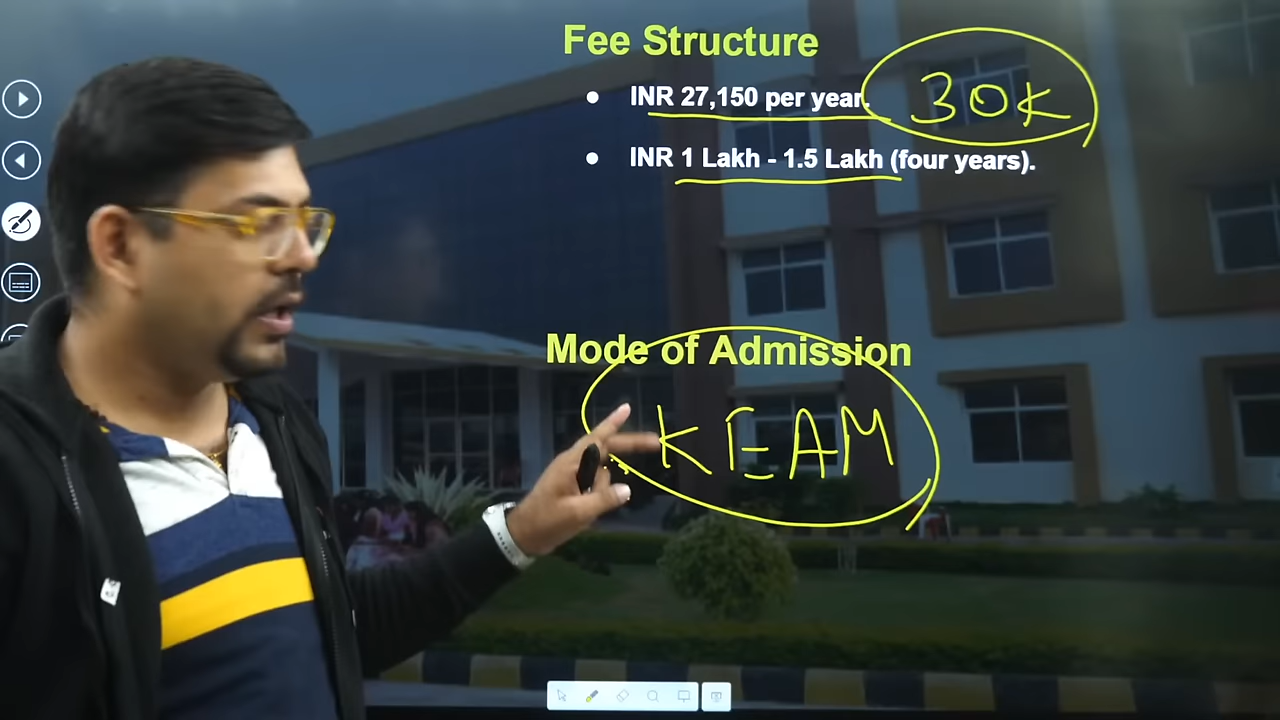 Fee Structure
• INR 27,150 per year. 30K
• INR 1 Lakh - 1.5 Lakh (four years).
Mode of Admission
KEAM